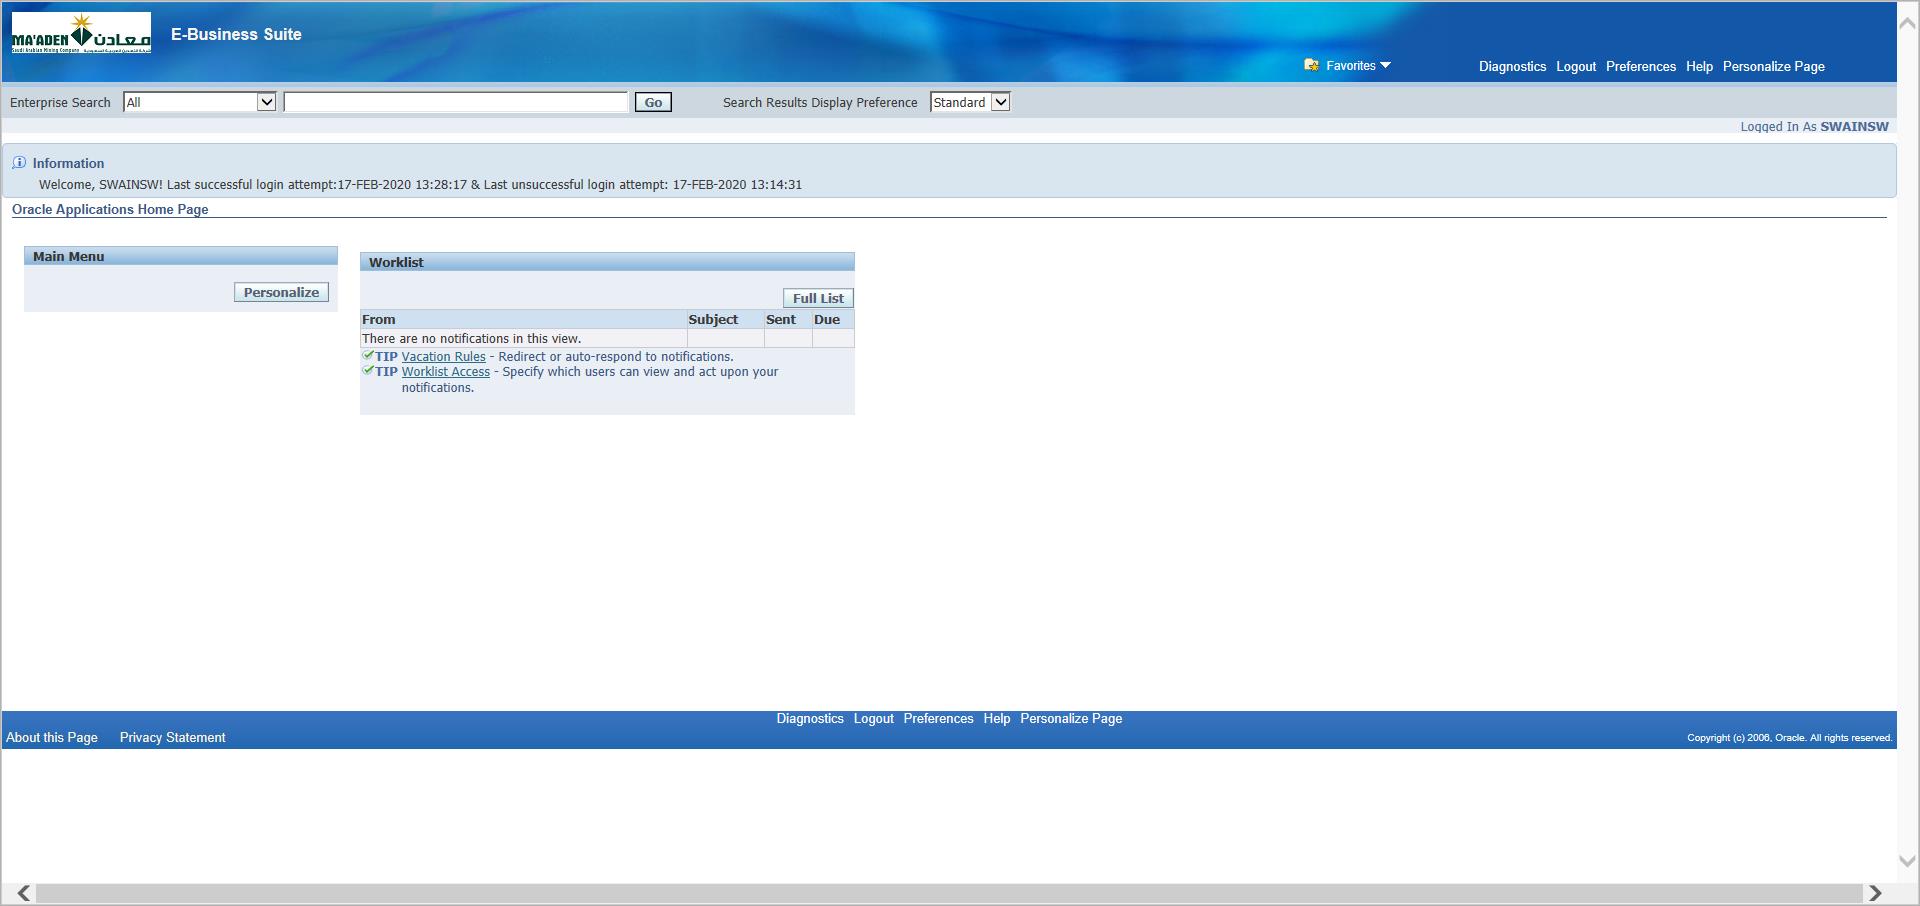 MA'ADEN معادن
Saudi Arabian Mining Company
E-Business Suite
Favorites
Diagnostics Logout Preferences Help Personalize Page
Enterprise Search All Go Search Results Display Preference Standard
Logged In As SWAINSW
Information
Welcome, SWAINSW! Last successful login attempt:17-FEB-2020 13:28:17 & Last unsuccessful login attempt: 17-FEB-2020 13:14:31
Oracle Applications Home Page
Main Menu
Personalize
Worklist
Full List
From Subject Sent Due
There are no notifications in this view.
TIP Vacation Rules - Redirect or auto-respond to notifications.
TIP Worklist Access - Specify which users can view and act upon your
notifications.
Diagnostics Logout Preferences Help Personalize Page
About this Page Privacy Statement
Copyright (c) 2006, Oracle. All rights reserved.